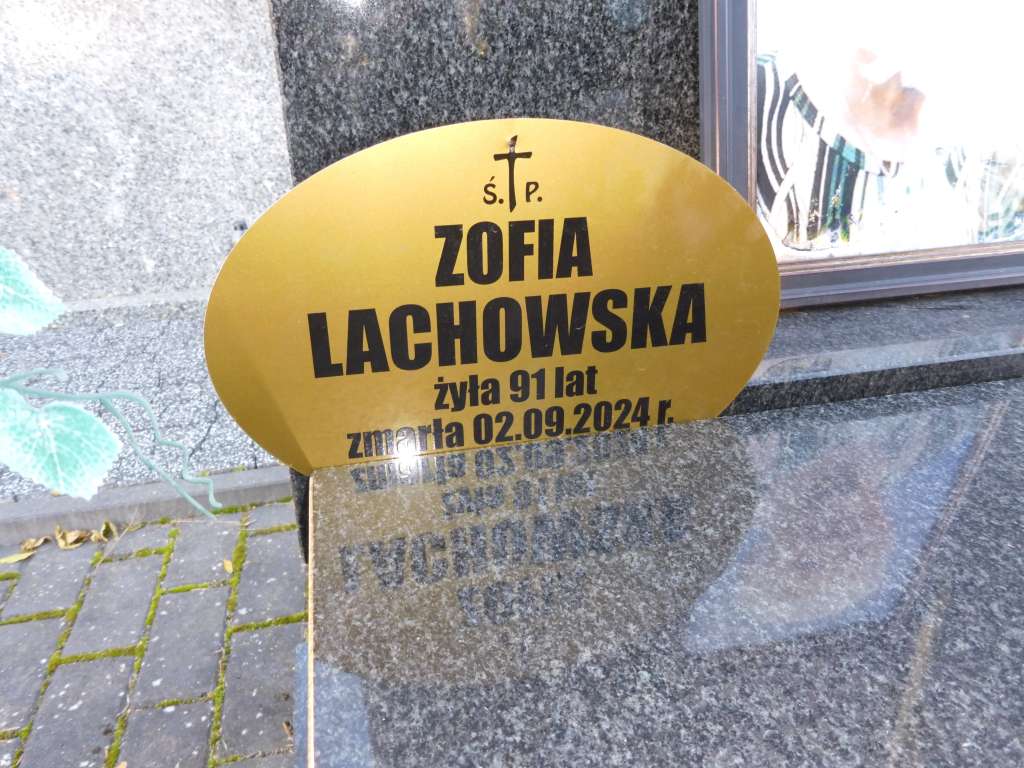 Ś. P.
ZOFIA
LACHOWSKA
żyła 91 lat
zmarła 02.09.2024 r.